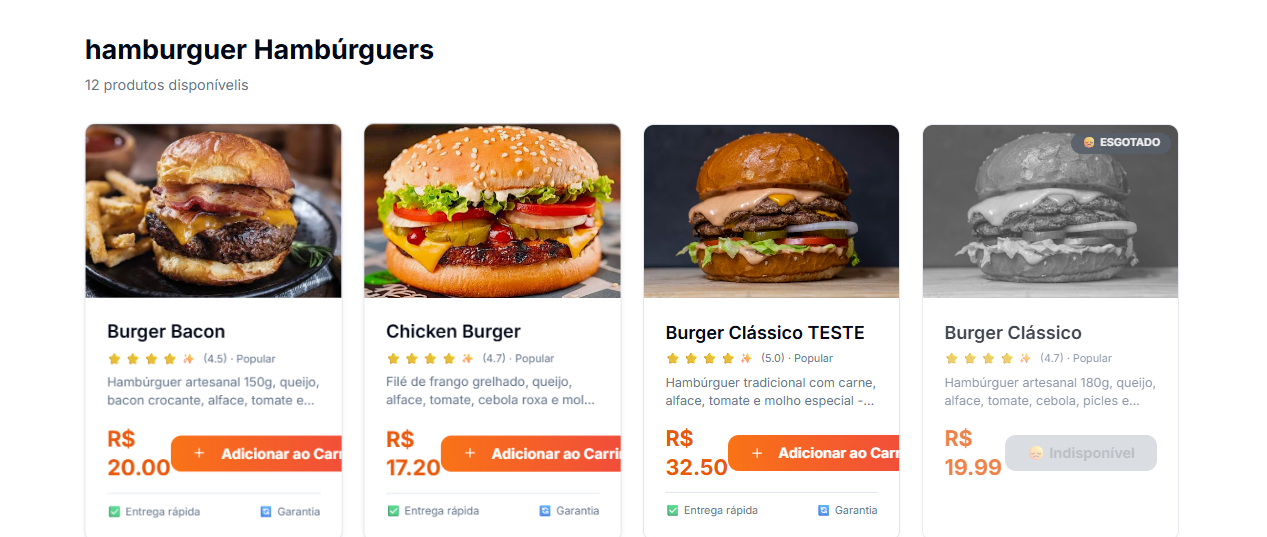 hamburguer Hambúrguers
12 produtos disponívelis
ESGOTADO
Burger Bacon
(4.5) · Popular
Hambúrguer artesanal 150g, queijo,
bacon crocante, alface, tomate e...
R$
20.00
+ Adicionar ao Carr
Entrega rápida
Garantia
Chicken Burger
(4.7) · Popular
Filé de frango grelhado, queijo,
alface, tomate, cebola roxa e mol...
R$
17.20
+ Adicionar ao Carri
Entrega rápida
Garantia
Burger Clássico TESTE
(5.0) · Popular
Hambúrguer tradicional com carne,
alface, tomate e molho especial -...
R$
32.50
+ Adicionar ao Carr
Entrega rápida
Garantia
Burger Clássico
(4.7) · Popular
Hambúrguer artesanal 180g, queijo,
alface, tomate, cebola, picles e...
R$
19.99
Indisponível